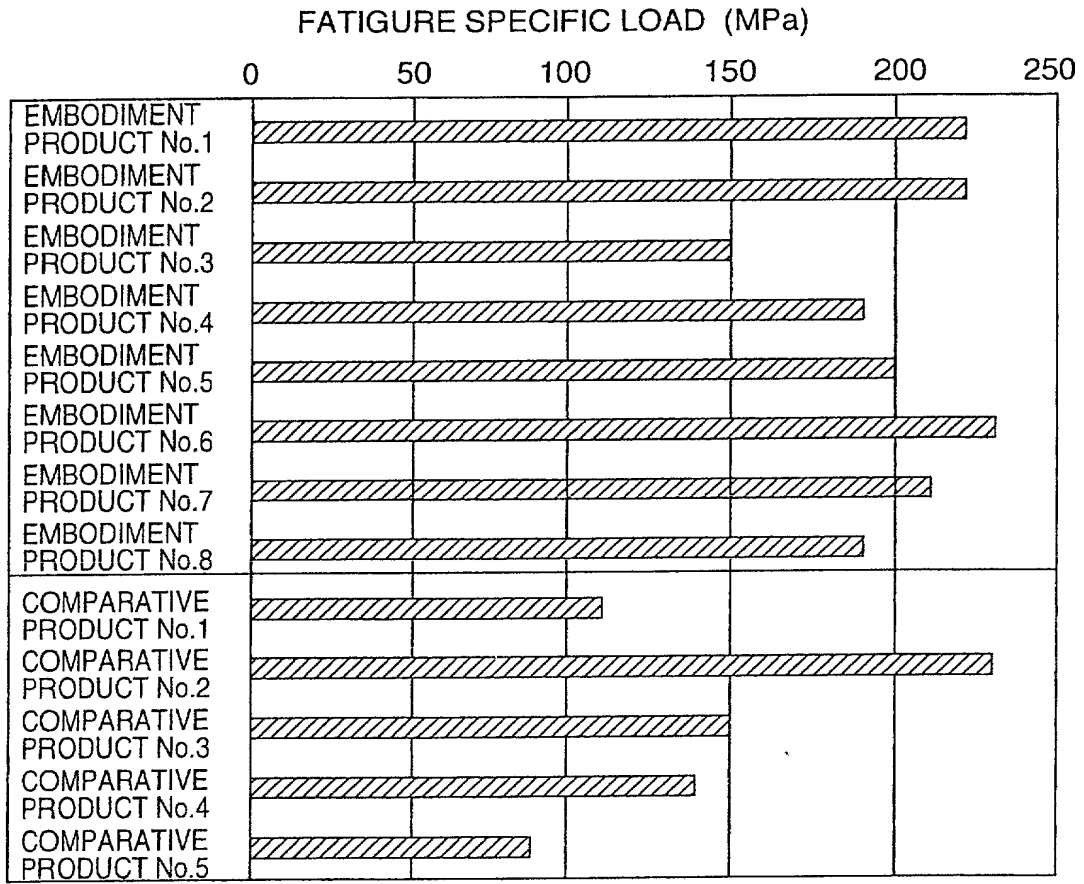 FATIGURE SPECIFIC LOAD (MPa)
0 50 100 150 200 250
EMBODIMENT
PRODUCT No.1
EMBODIMENT
PRODUCT No.2
EMBODIMENT
PRODUCT No.3
EMBODIMENT
PRODUCT No.4
EMBODIMENT
PRODUCT No.5
EMBODIMENT
PRODUCT No.6
EMBODIMENT
PRODUCT No.7
EMBODIMENT
PRODUCT No.8
COMPARATIVE
PRODUCT No.1
COMPARATIVE
PRODUCT No.2
COMPARATIVE
PRODUCT No.3
COMPARATIVE
PRODUCT No.4
COMPARATIVE
PRODUCT No.5